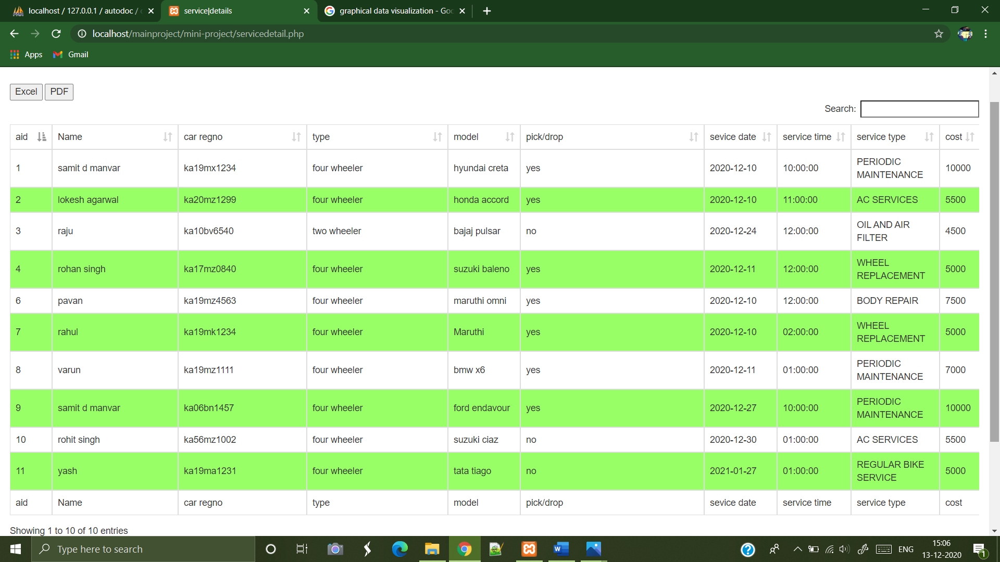 localhost / 127.0.0.1 / autodoc /
service|details
graphical data visualization - Goo
localhost/mainproject/mini-project/servicedetail.php
Apps Gmail
Excel PDF
Search:
aid Name car regno type model pick/drop sevice date service time service type cost
1 samit d manvar ka19mx1234 four wheeler hyundai creta yes 2020-12-10 10:00:00 PERIODIC MAINTENANCE 10000
2 lokesh agarwal ka20mz1299 four wheeler honda accord yes 2020-12-10 11:00:00 AC SERVICES 5500
3 raju ka10bv6540 two wheeler bajaj pulsar no 2020-12-24 12:00:00 OIL AND AIR FILTER 4500
4 rohan singh ka17mz0840 four wheeler suzuki baleno yes 2020-12-11 12:00:00 WHEEL REPLACEMENT 5000
6 pavan ka19mz4563 four wheeler maruthi omni yes 2020-12-10 12:00:00 BODY REPAIR 7500
7 rahul ka19mk1234 four wheeler Maruthi yes 2020-12-10 02:00:00 WHEEL REPLACEMENT 5000
8 varun ka19mz1111 four wheeler bmw x6 yes 2020-12-11 01:00:00 PERIODIC MAINTENANCE 7000
9 samit d manvar ka06bn1457 four wheeler ford endavour yes 2020-12-27 10:00:00 PERIODIC MAINTENANCE 10000
10 rohit singh ka56mz1002 four wheeler suzuki ciaz no 2020-12-30 01:00:00 AC SERVICES 5500
11 yash ka19ma1231 four wheeler tata tiago no 2021-01-27 01:00:00 REGULAR BIKE SERVICE 5000
aid Name car regno type model pick/drop sevice date service time service type cost
Showing 1 to 10 of 10 entries
Type here to search
ENG
15:06
13-12-2020
1